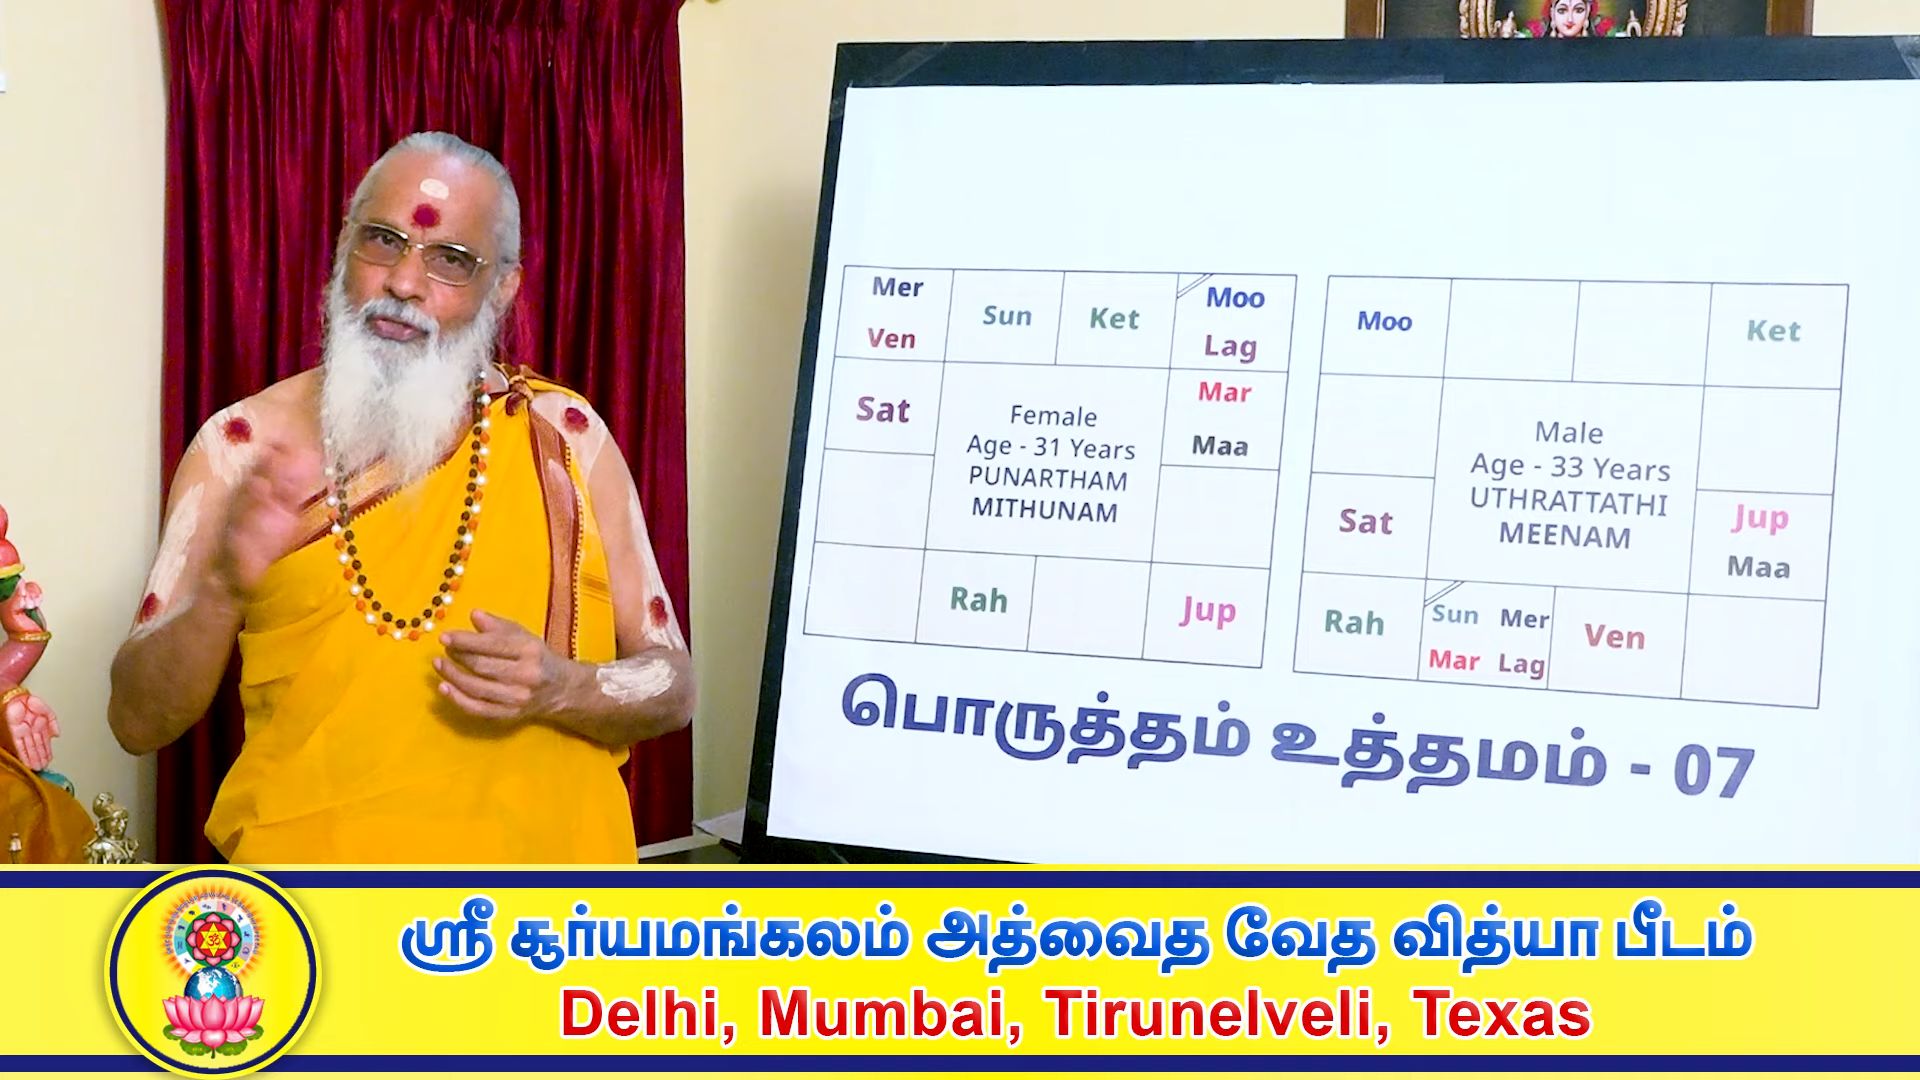 Mer
Ven
Sun
Ket
Moo
Lag
Sat
Mar
Maa
Female
Age - 31 Years
PUNARTHAM
MITHUNAM
Rah
Jup
Moo
Ket
Male
Age - 33 Years
UTHRATTATHI
MEENAM
Sat
Jup
Maa
Rah
Sun Mer
Mar Lag
Ven
பொருத்தம் உத்தமம் - 07
ஸ்ரீ சூர்யமங்கலம் அத்வைத வேத வித்யா பீடம்
Delhi, Mumbai, Tirunelveli, Texas